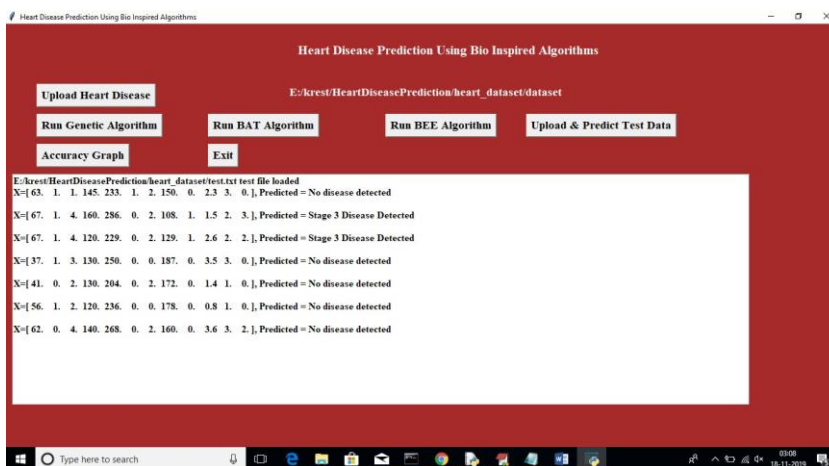 Heart Disease Prediction Using Bio Inspired Algorithms
Heart Disease Prediction Using Bio Inspired Algorithms
Upload Heart Disease
E:/krest/HeartDiseasePrediction/heart_dataset/dataset
Run Genetic Algorithm
Run BAT Algorithm
Run BEE Algorithm
Upload & Predict Test Data
Accuracy Graph
Exit
E:/krest/HeartDiseasePrediction/heart_dataset/test.txt test file loaded
X=[ 63. 1. 1. 145. 233. 1. 2. 150. 0. 2.3 3. 0. ], Predicted = No disease detected
X=[ 67. 1. 4. 160. 286. 0. 2. 108. 1. 1.5 2. 3. ], Predicted = Stage 3 Disease Detected
X=[ 67. 1. 4. 120. 229. 0. 2. 129. 1. 2.6 2. 2. ], Predicted = Stage 3 Disease Detected
X=[ 37. 1. 3. 130. 250. 0. 0. 187. 0. 3.5 3. 0. ], Predicted = No disease detected
X=[ 41. 0. 2. 130. 204. 0. 2. 172. 0. 1.4 1. 0. ], Predicted = No disease detected
X=[ 56. 1. 2. 120. 236. 0. 0. 178. 0. 0.8 1. 0. ], Predicted = No disease detected
X=[ 62. 0. 4. 140. 268. 0. 2. 160. 0. 3.6 3. 2. ], Predicted = No disease detected
Type here to search
03:08
18-11-2019